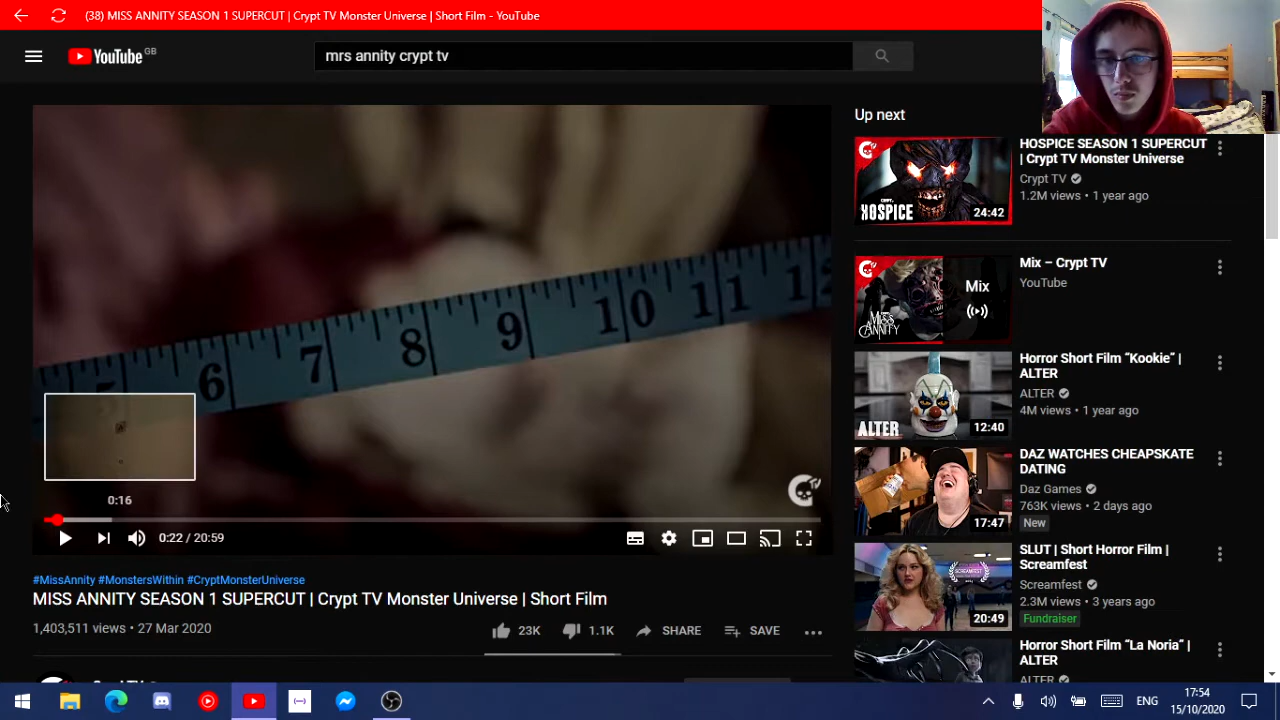 (38) MISS ANNITY SEASON 1 SUPERCUT | Crypt TV Monster Universe | Short Film - YouTube
YouTube GB
mrs annity crypt tv
6 7 8 9 10 11 12
0:16
0:22 / 20:59
#MissAnnity #MonstersWithin #CryptMonsterUniverse
MISS ANNITY SEASON 1 SUPERCUT | Crypt TV Monster Universe | Short Film
1,403,511 views • 27 Mar 2020
23K
1.1K
SHARE
SAVE
Up next
HOSPICE
24:42
HOSPICE SEASON 1 SUPERCUT
| Crypt TV Monster Universe
Crypt TV
1.2M views • 1 year ago
MISS
ANNITY
Mix
Mix – Crypt TV
YouTube
ALTER
12:40
Horror Short Film “Kookie” |
ALTER
ALTER
4M views • 1 year ago
17:47
DAZ WATCHES CHEAPSKATE
DATING
Daz Games
763K views • 2 days ago
New
SCREAMFEST
20:49
SLUT | Short Horror Film |
Screamfest
Screamfest
2.3M views • 3 years ago
Fundraiser
Horror Short Film “La Noria” |
ALTER
ALTER
ENG
17:54
15/10/2020